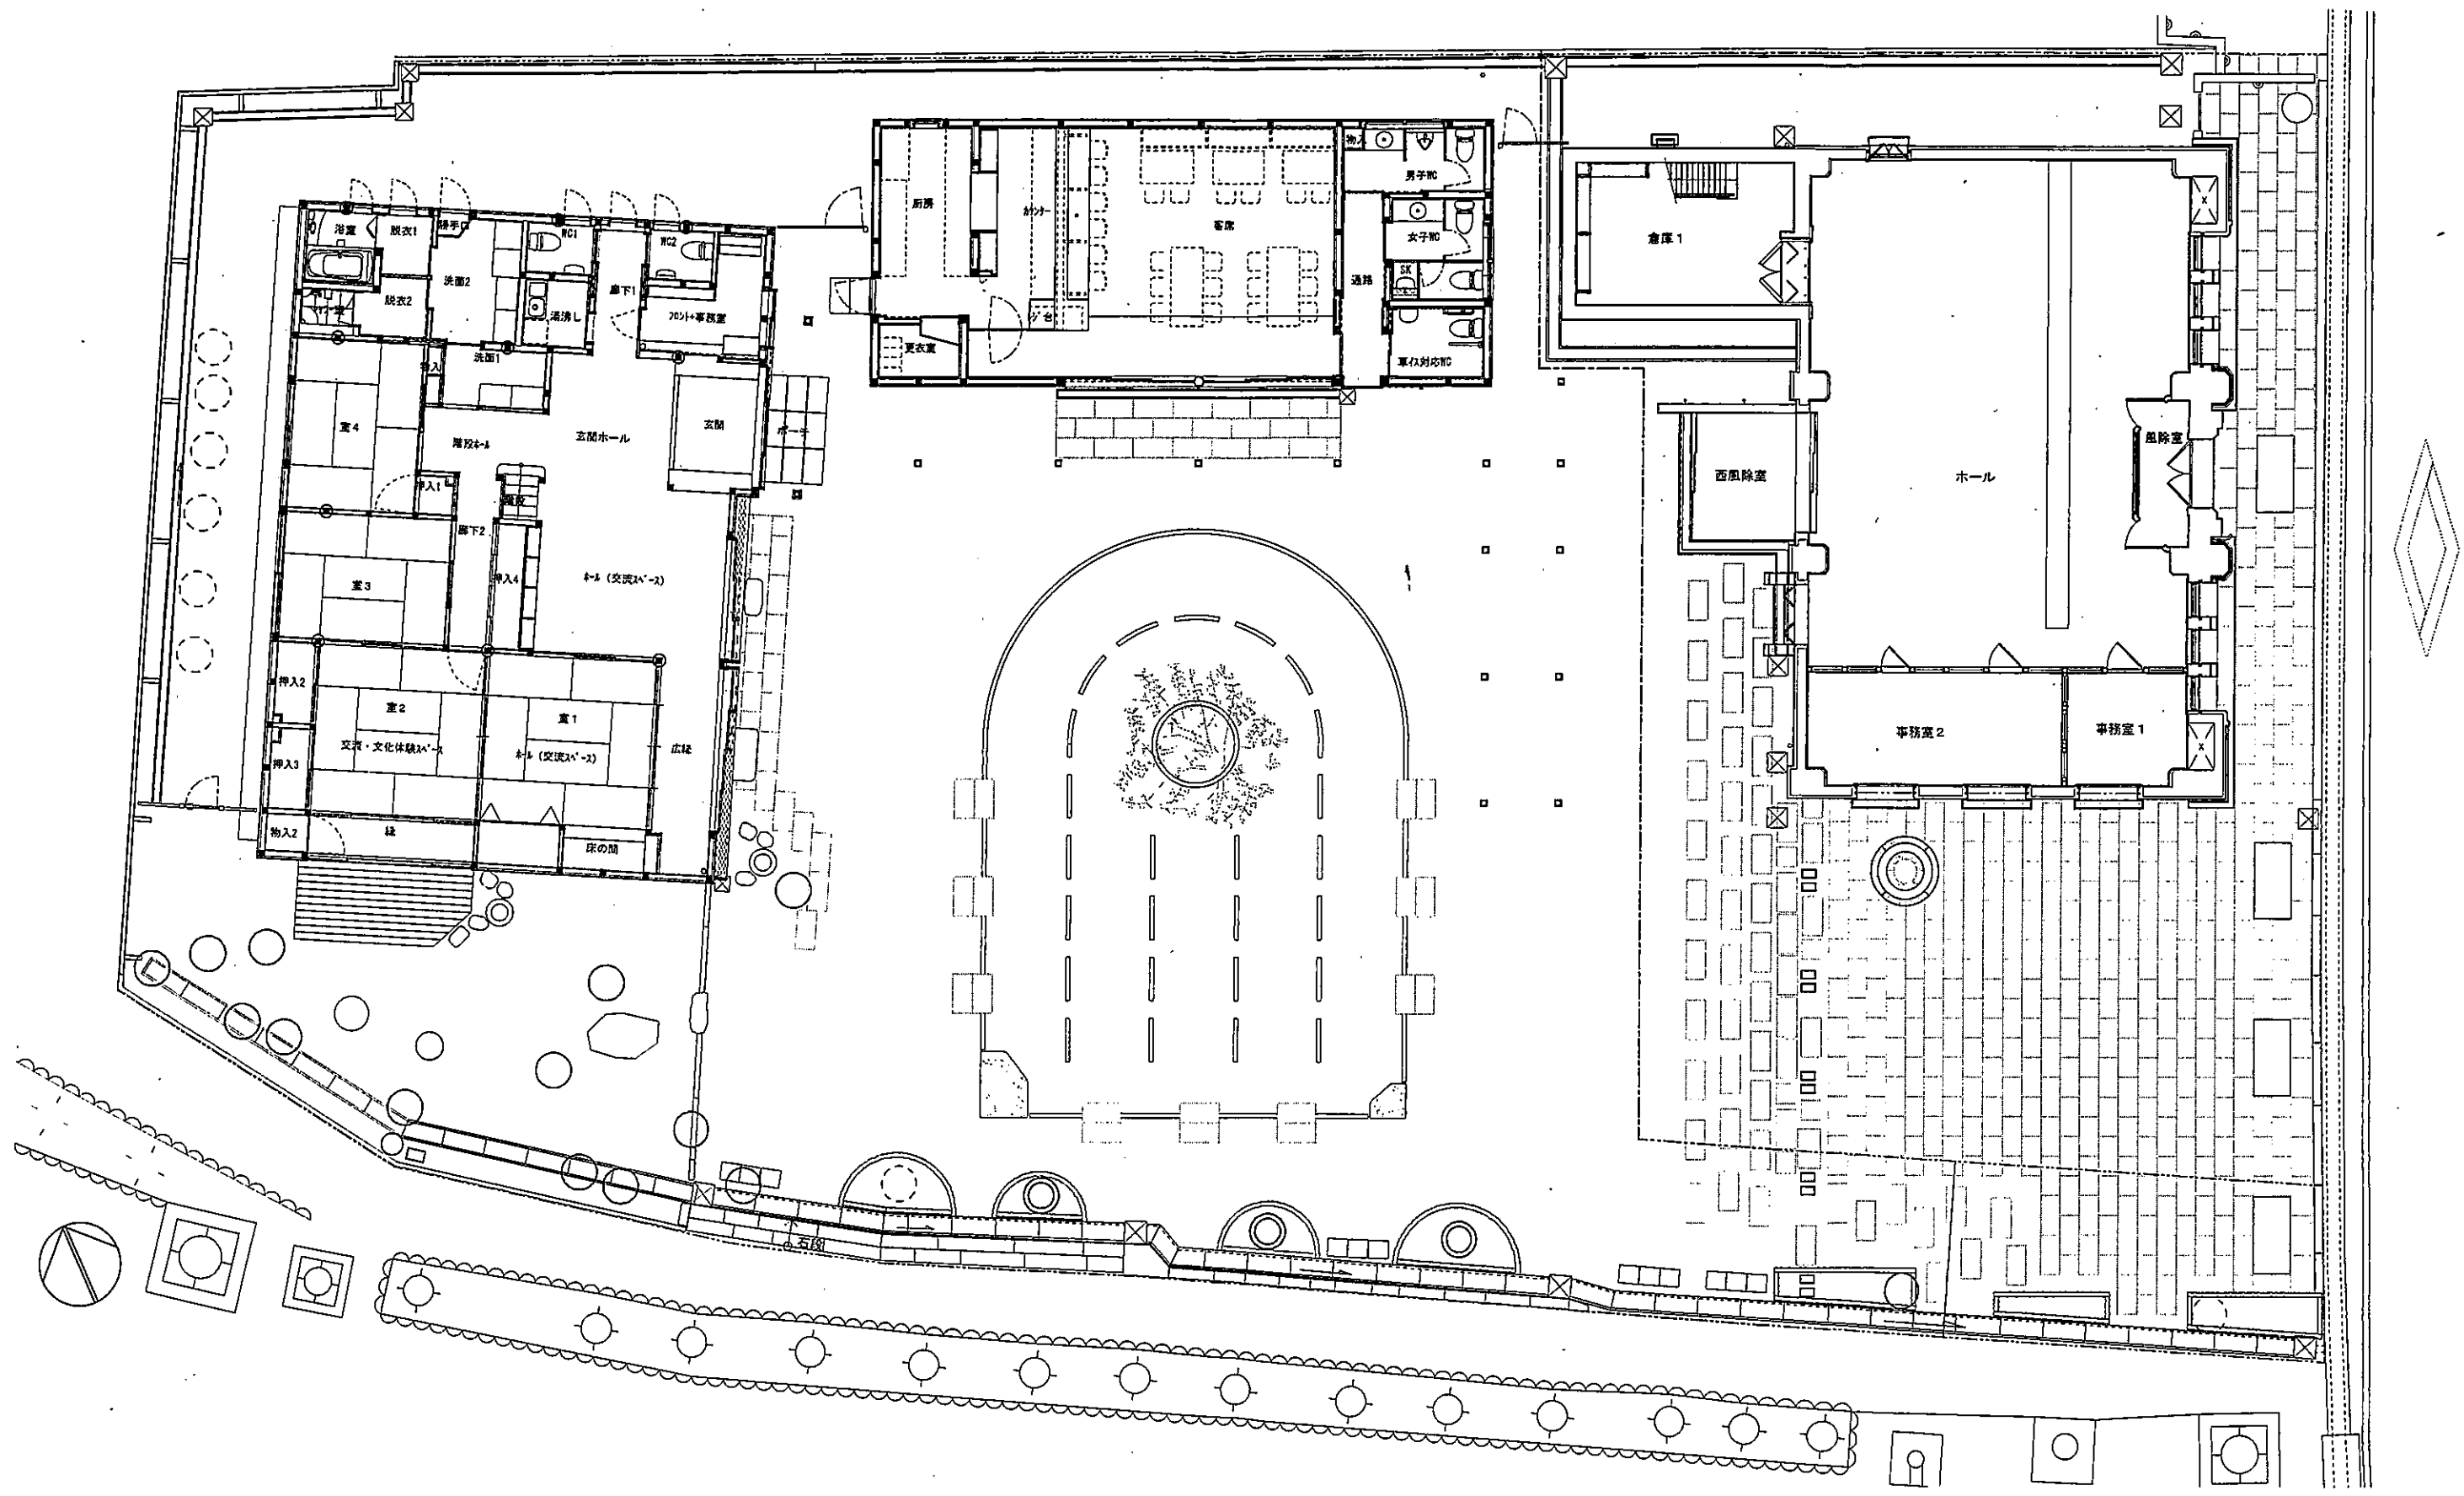 浴室
脱衣1
勝手口
洗面2
脱衣2
WC1
湯沸し
廊下1
WC2
フロント+事務室
洗面1
物入
室4
階段ホール
玄関ホール
玄関
ポーチ
押入1
階段
廊下2
室3
押入4
ホール(交流スペース)
押入2
室2
交流・文化体験スペース
室1
ホール(交流スペース)
広縁
押入3
物入2
縁
床の間
厨房
カウンター
客席
更衣室
物入
男子WC
女子WC
SK
通路
車イス対応WC
倉庫1
西風除室
ホール
風除室
事務室2
事務室1
石段